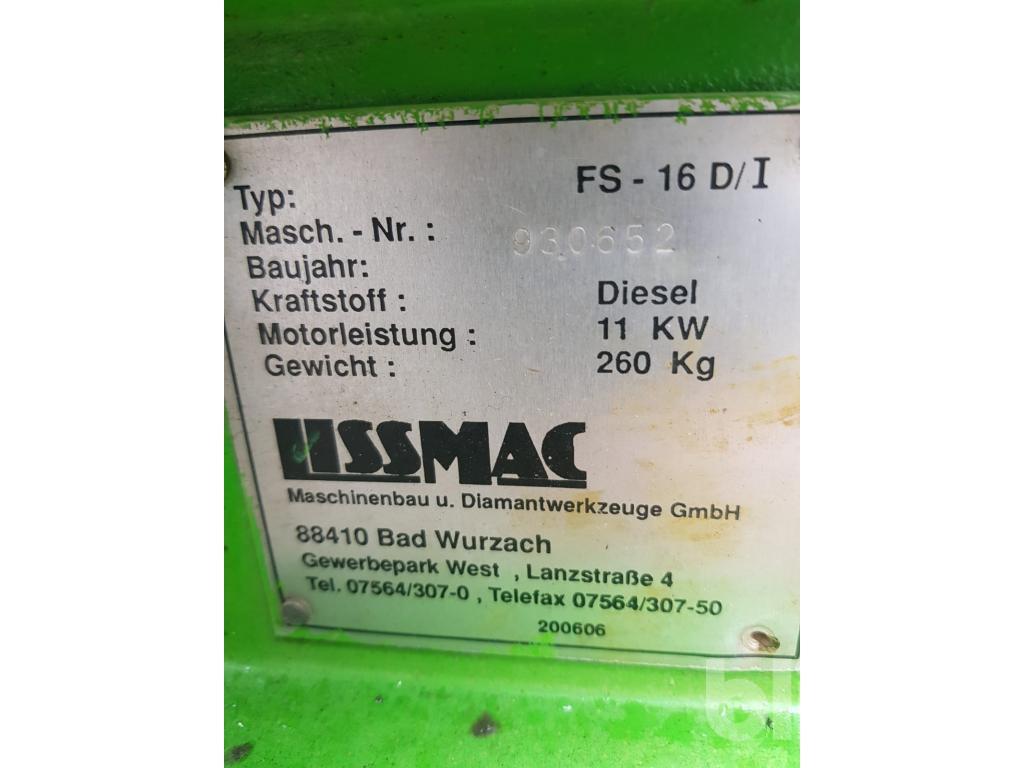 Typ: FS - 16 D/I
Masch. - Nr. : 930652
Baujahr:
Kraftstoff : Diesel
Motorleistung : 11 KW
Gewicht : 260 Kg
LISSMAC
Maschinenbau u. Diamantwerkzeuge GmbH
88410 Bad Wurzach
Gewerbepark West , Lanzstraße 4
Tel. 07564/307-0 , Telefax 07564/307-50
200606